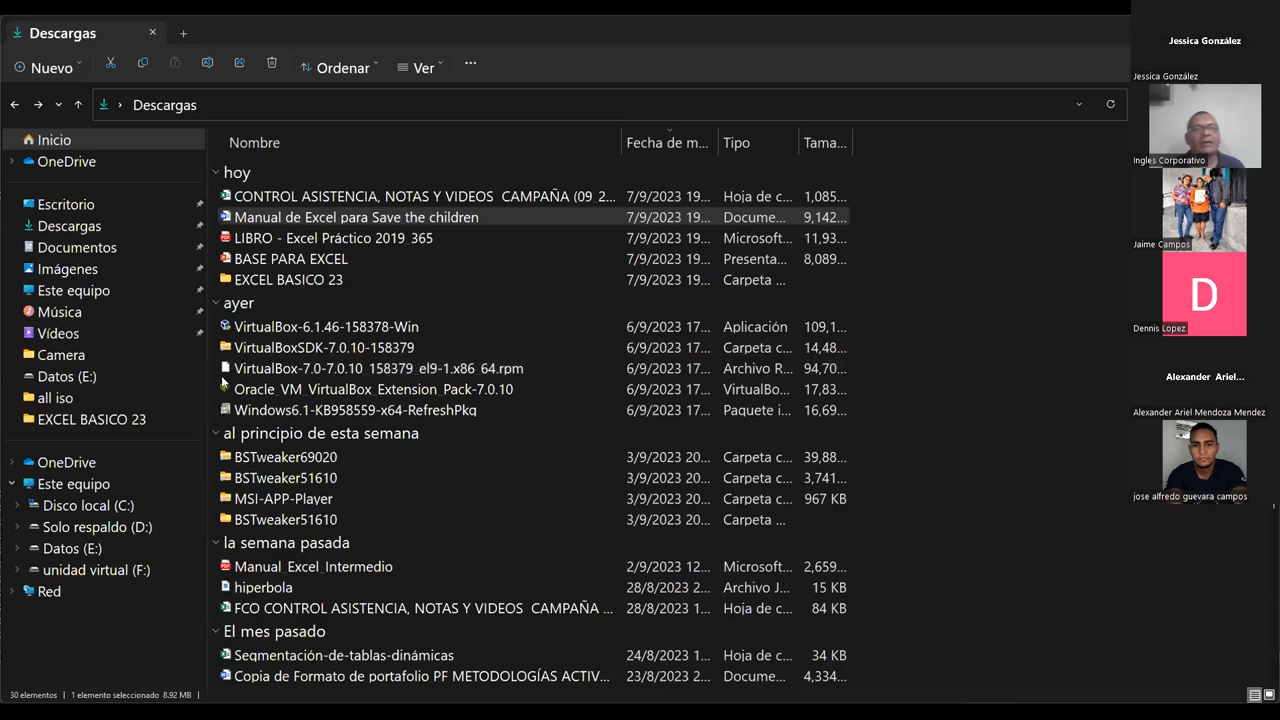 Descargas
Nuevo
Ordenar
Ver
Descargas
Inicio
OneDrive
Escritorio
Descargas
Documentos
Imágenes
Este equipo
Música
Vídeos
Camera
Datos (E:)
all iso
EXCEL BASICO 23
OneDrive
Este equipo
Disco local (C:)
Solo respaldo (D:)
Datos (E:)
unidad virtual (F:)
Red
Nombre Fecha de m... Tipo Tama...
hoy
CONTROL ASISTENCIA, NOTAS Y VIDEOS CAMPAÑA (09_2... 7/9/2023 19... Hoja de c... 1,085...
Manual de Excel para Save the children 7/9/2023 19... Docume... 9,142...
LIBRO - Excel Práctico 2019_365 7/9/2023 19... Microsoft... 11,93...
BASE PARA EXCEL 7/9/2023 19... Presenta... 8,089...
EXCEL BASICO 23 7/9/2023 19... Carpeta ...
ayer
VirtualBox-6.1.46-158378-Win 6/9/2023 17... Aplicación 109,1...
VirtualBoxSDK-7.0.10-158379 6/9/2023 17... Carpeta c... 14,48...
VirtualBox-7.0-7.0.10_158379_el9-1.x86_64.rpm 6/9/2023 17... Archivo R... 94,70...
Oracle_VM_VirtualBox_Extension_Pack-7.0.10 6/9/2023 17... VirtualBo... 17,83...
Windows6.1-KB958559-x64-RefreshPkg 6/9/2023 17... Paquete i... 16,69...
al principio de esta semana
BSTweaker69020 3/9/2023 20... Carpeta c... 39,88...
BSTweaker51610 3/9/2023 20... Carpeta c... 3,741...
MSI-APP-Player 3/9/2023 20... Carpeta c... 967 KB
BSTweaker51610 3/9/2023 20... Carpeta ...
la semana pasada
Manual_Excel_Intermedio 2/9/2023 12... Microsoft... 2,659...
hiperbola 28/8/2023 2... Archivo J... 15 KB
FCO CONTROL ASISTENCIA, NOTAS Y VIDEOS CAMPAÑA ... 28/8/2023 1... Hoja de c... 84 KB
El mes pasado
Segmentación-de-tablas-dinámicas 24/8/2023 1... Hoja de c... 34 KB
Copia de Formato de portafolio PF METODOLOGÍAS ACTIV... 23/8/2023 1... Docume... 4,334...
30 elementos 1 elemento seleccionado 8.92 MB
Jessica González
Jessica González
Ingles Corporativo
Jaime Campos
D
Dennis Lopez
Alexander Ariel...
Alexander Ariel Mendoza Mendez
jose alfredo guevara campos